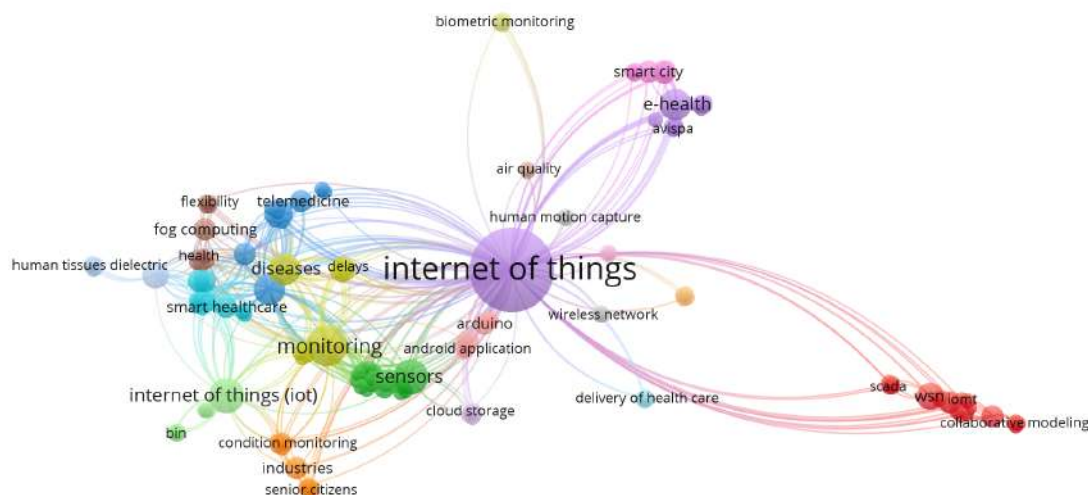 biometric monitoring
smart city
e-health
avispa
air quality
flexibility
telemedicine
human motion capture
fog computing
health
human tissues dielectric
diseases
delays
internet of things
smart healthcare
wireless network
arduino
monitoring
android application
sensors
scada
wsn
iomt
internet of things (iot)
delivery of health care
cloud storage
collaborative modeling
bin
condition monitoring
industries
senior citizens